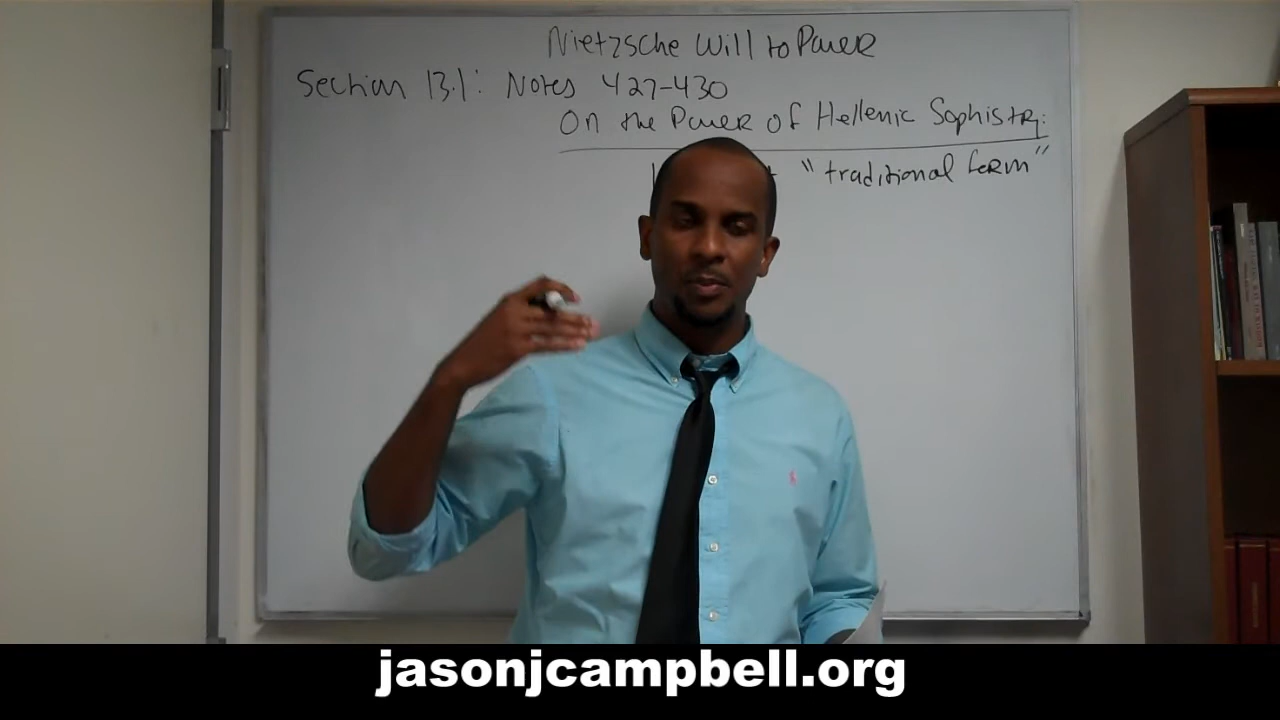 Nietzsche Will to Power
Section 13.1: Notes 427-430
On the Power of Hellenic Sophistry:
"traditional form"
jasonjcampbell.org